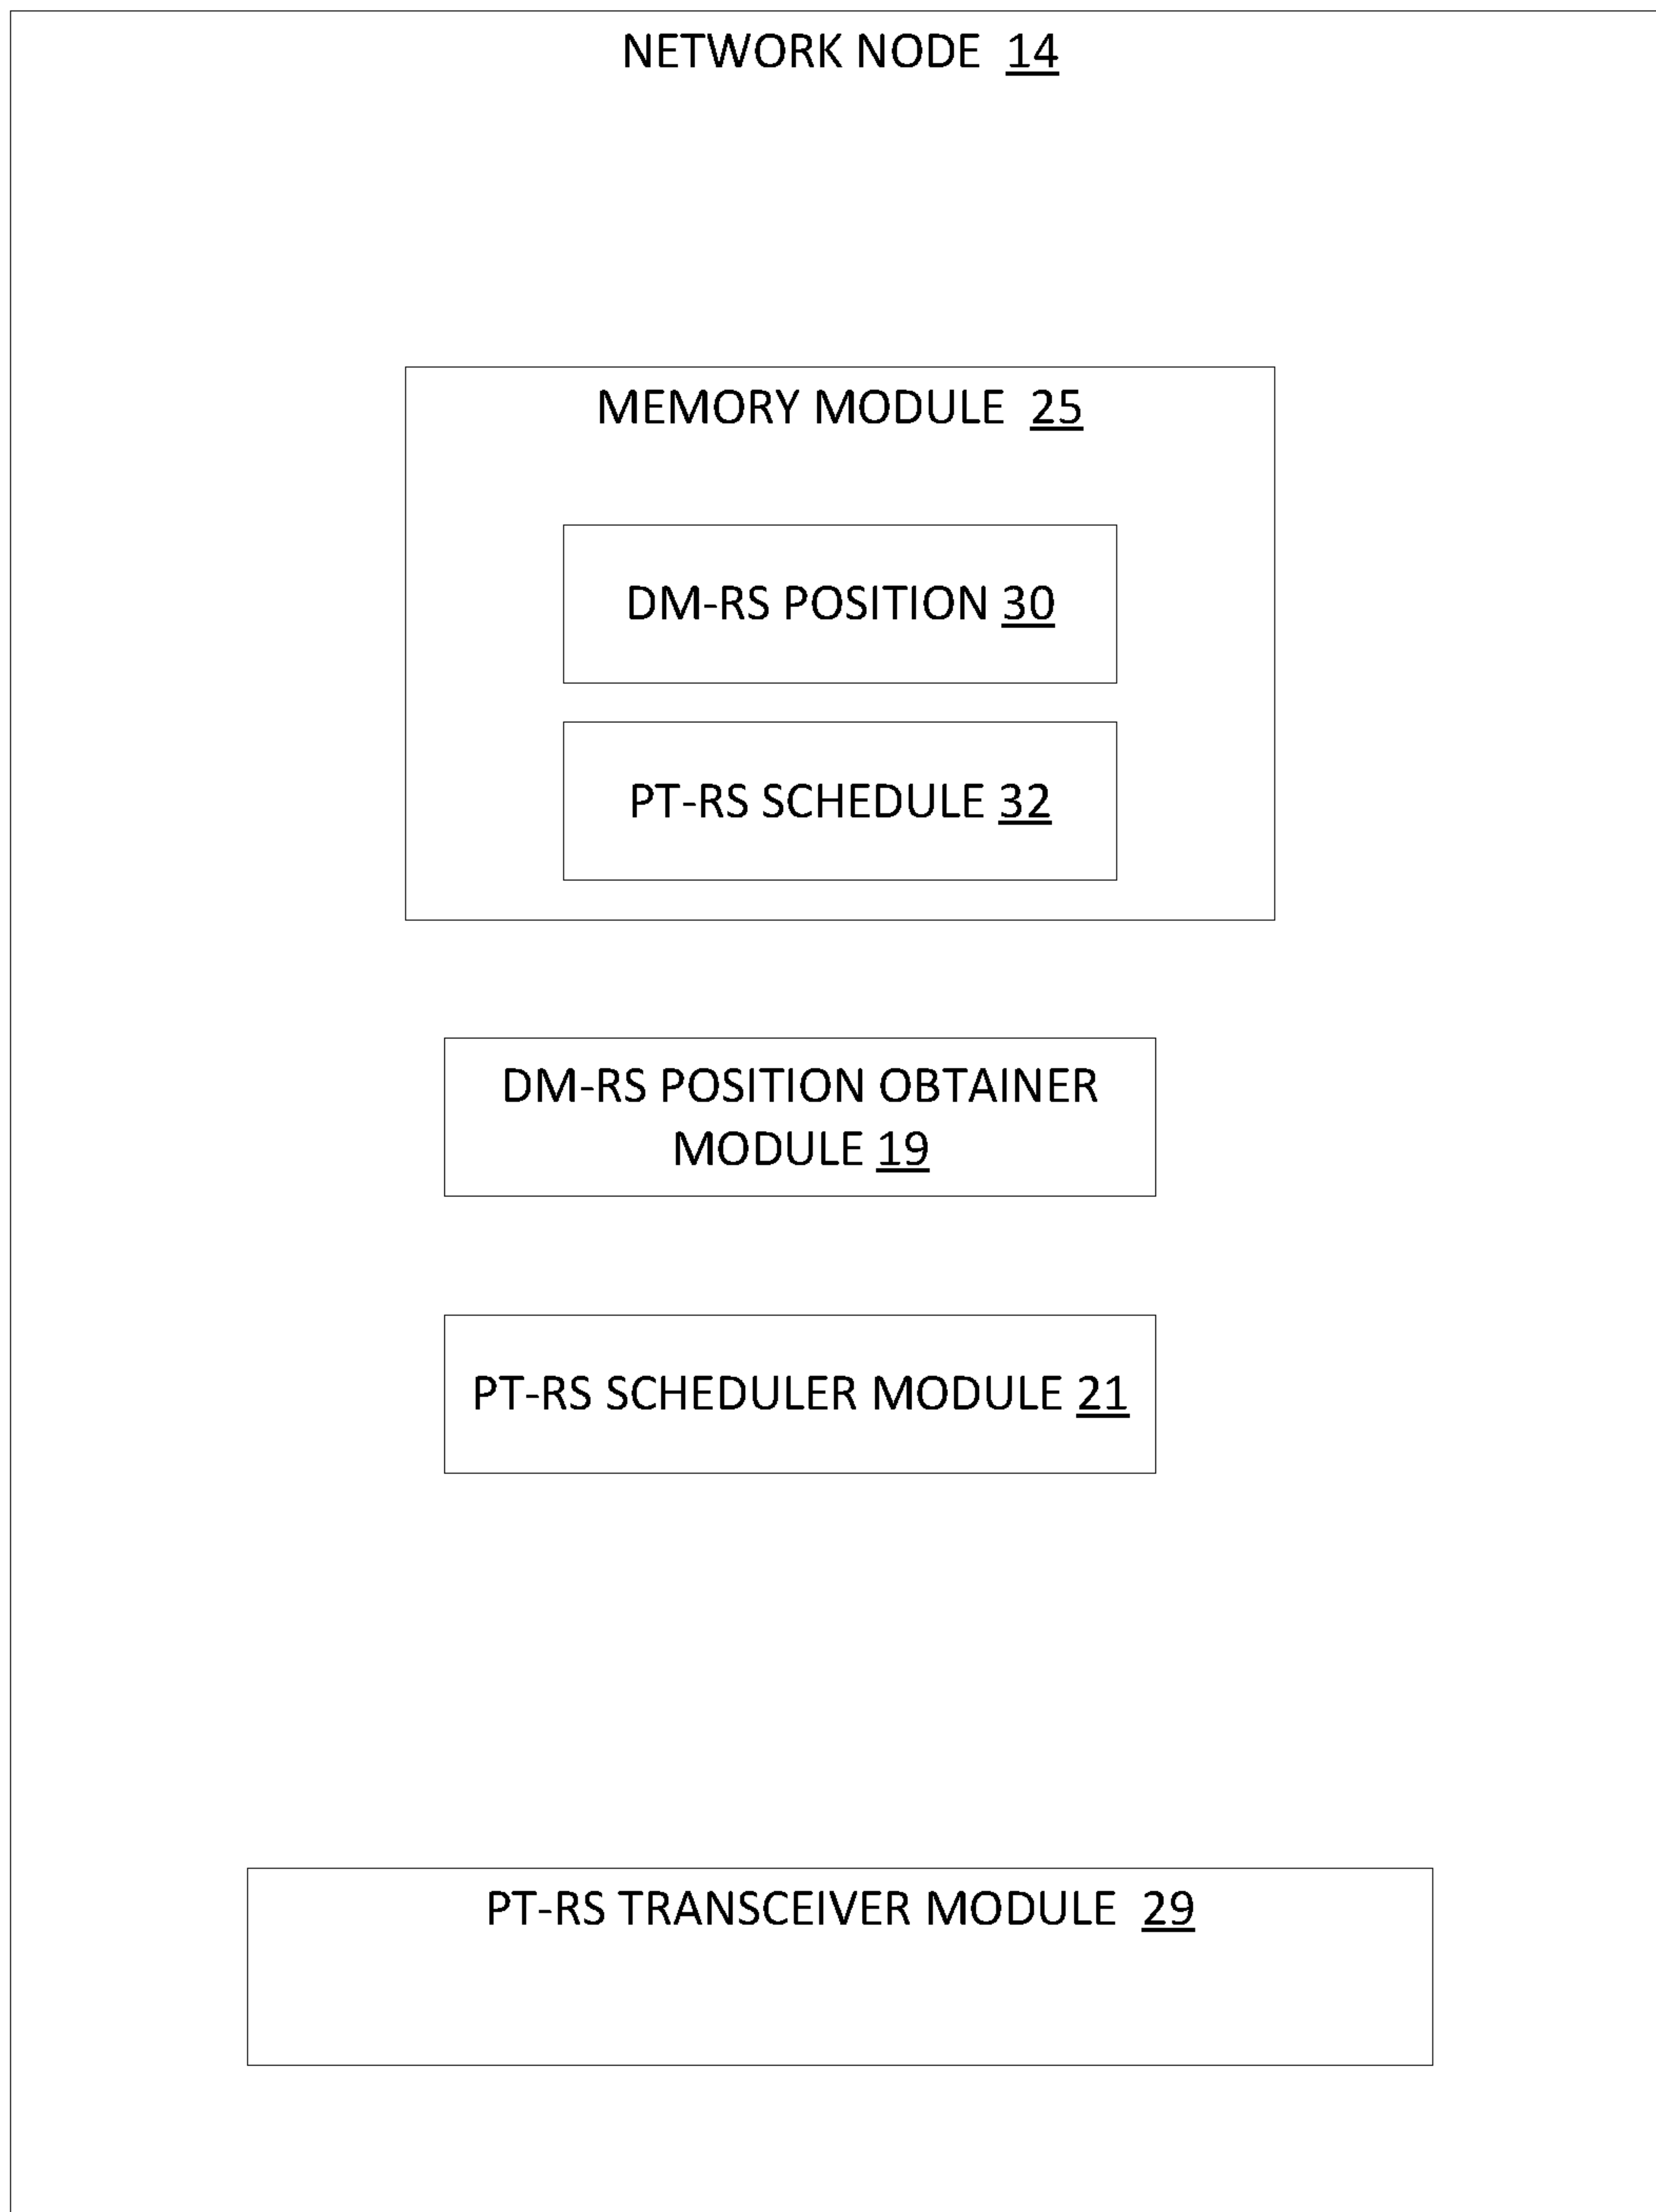 NETWORK NODE 14
MEMORY MODULE 25
DM-RS POSITION 30
PT-RS SCHEDULE 32
DM-RS POSITION OBTAINER
MODULE 19
PT-RS SCHEDULER MODULE 21
PT-RS TRANSCEIVER MODULE 29